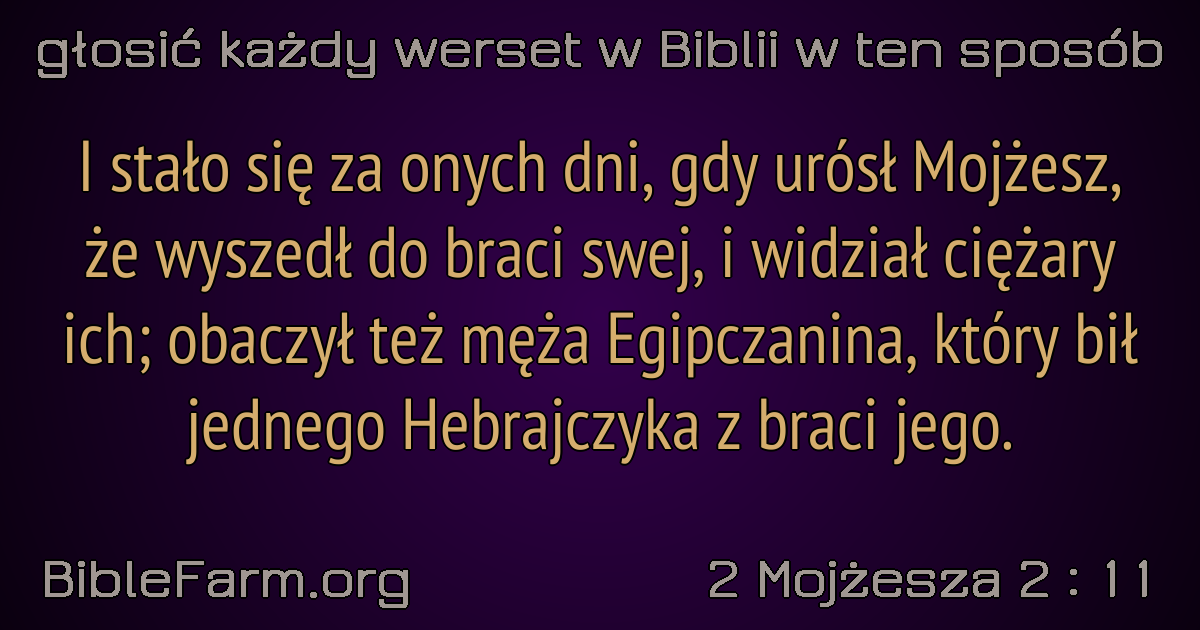 głosić każdy werset w Biblii w ten sposób
I stało się za onych dni, gdy urósł Mojżesz,
że wyszedł do braci swej, i widział ciężary
ich; obaczył też męża Egipczanina, który bił
jednego Hebrajczyka z braci jego.
BibleFarm.org
2 Mojżesza 2 : 11